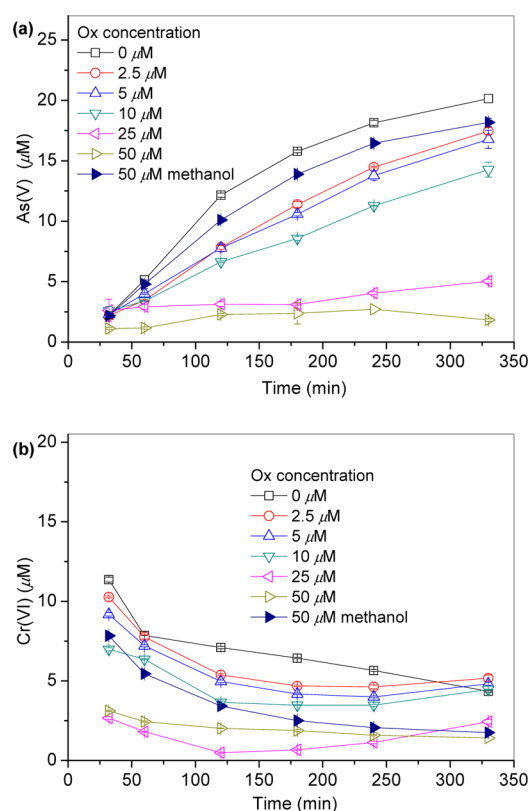 (a)
Ox concentration
0 μM
2.5 μM
5 μM
10 μM
25 μM
50 μM
50 μM methanol
As(V) (μM)
25
20
15
10
5
0
0 50 100 150 200 250 300 350
Time (min)
(b)
Ox concentration
0 μM
2.5 μM
5 μM
10 μM
25 μM
50 μM
50 μM methanol
Cr(VI) (μM)
20
15
10
5
0
0 50 100 150 200 250 300 350
Time (min)